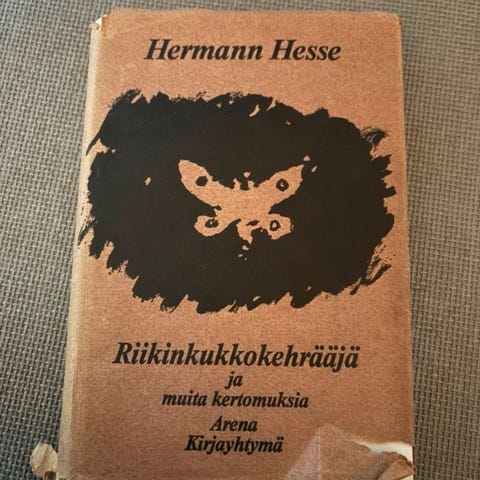 Hermann Hesse
Riikinkukkokehrääjä
ja
muita kertomuksia
Arena
Kirjayhtymä